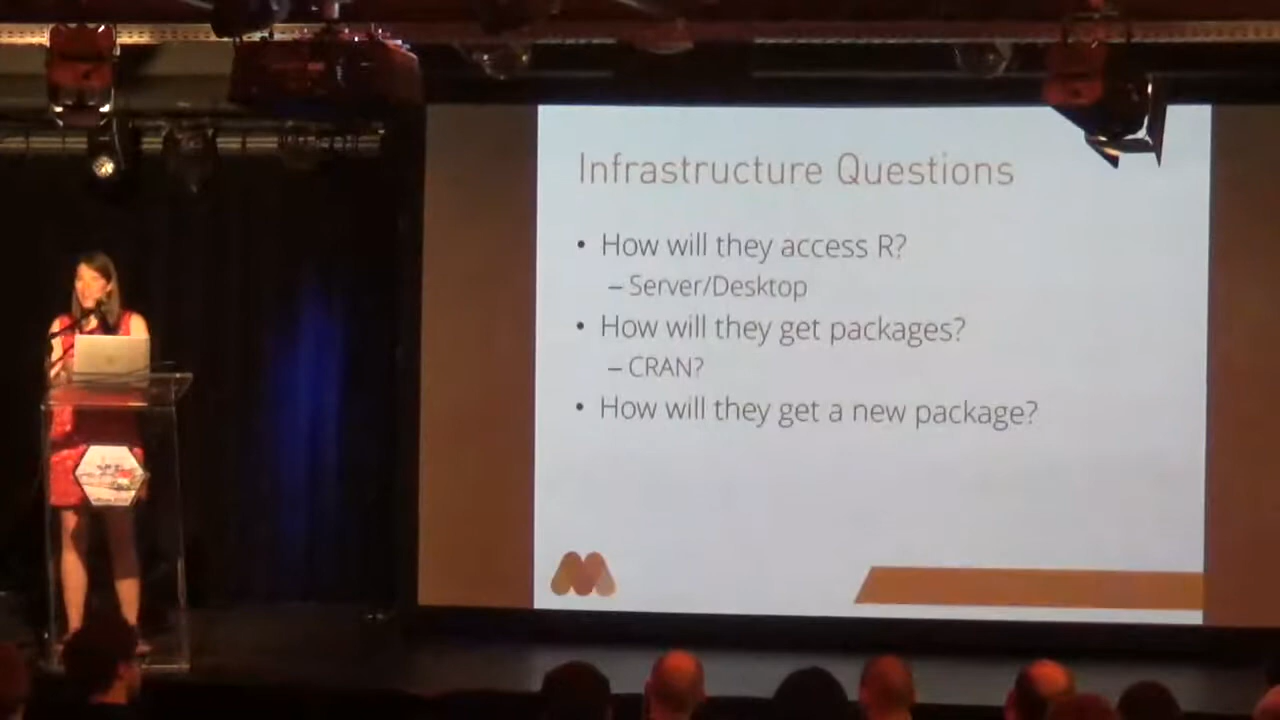 Infrastructure Questions
• How will they access R?
– Server/Desktop
• How will they get packages?
– CRAN?
• How will they get a new package?